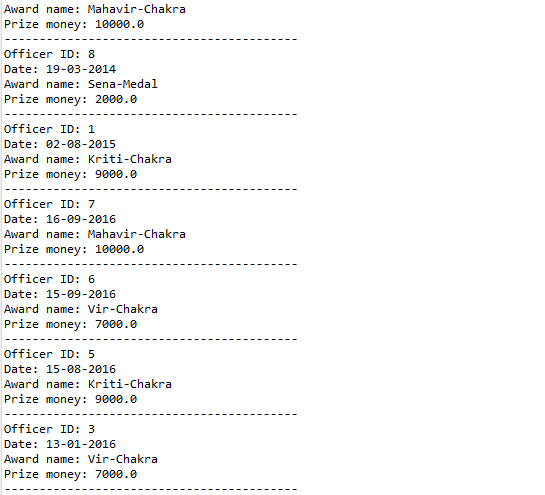 Award name: Mahavir-Chakra
Prize money: 10000.0
------------------------------------------
Officer ID: 8
Date: 19-03-2014
Award name: Sena-Medal
Prize money: 2000.0
------------------------------------------
Officer ID: 1
Date: 02-08-2015
Award name: Kriti-Chakra
Prize money: 9000.0
------------------------------------------
Officer ID: 7
Date: 16-09-2016
Award name: Mahavir-Chakra
Prize money: 10000.0
------------------------------------------
Officer ID: 6
Date: 15-09-2016
Award name: Vir-Chakra
Prize money: 7000.0
------------------------------------------
Officer ID: 5
Date: 15-08-2016
Award name: Kriti-Chakra
Prize money: 9000.0
------------------------------------------
Officer ID: 3
Date: 13-01-2016
Award name: Vir-Chakra
Prize money: 7000.0
------------------------------------------